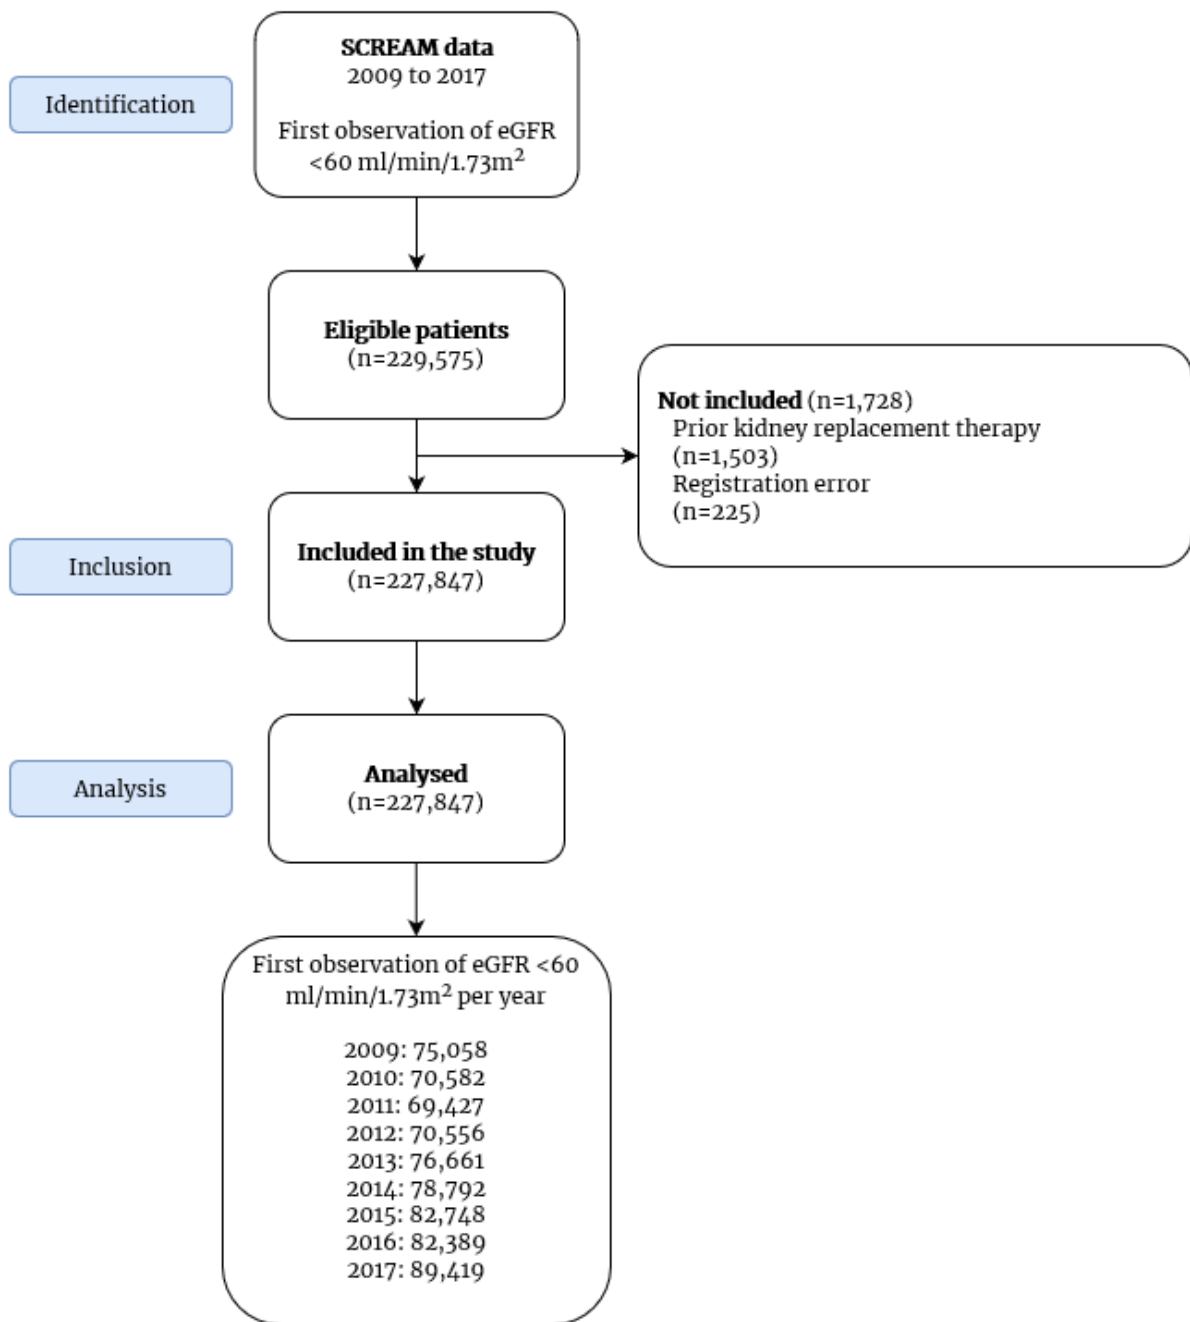 SCREAM data
2009 to 2017
First observation of eGFR
<60 ml/min/1.73m²
Identification
Eligible patients
(n=229,575)
Not included (n=1,728)
Prior kidney replacement therapy
(n=1,503)
Registration error
(n=225)
Inclusion
Included in the study
(n=227,847)
Analysis
Analysed
(n=227,847)
First observation of eGFR <60
ml/min/1.73m² per year
2009: 75,058
2010: 70,582
2011: 69,427
2012: 70,556
2013: 76,661
2014: 78,792
2015: 82,748
2016: 82,389
2017: 89,419